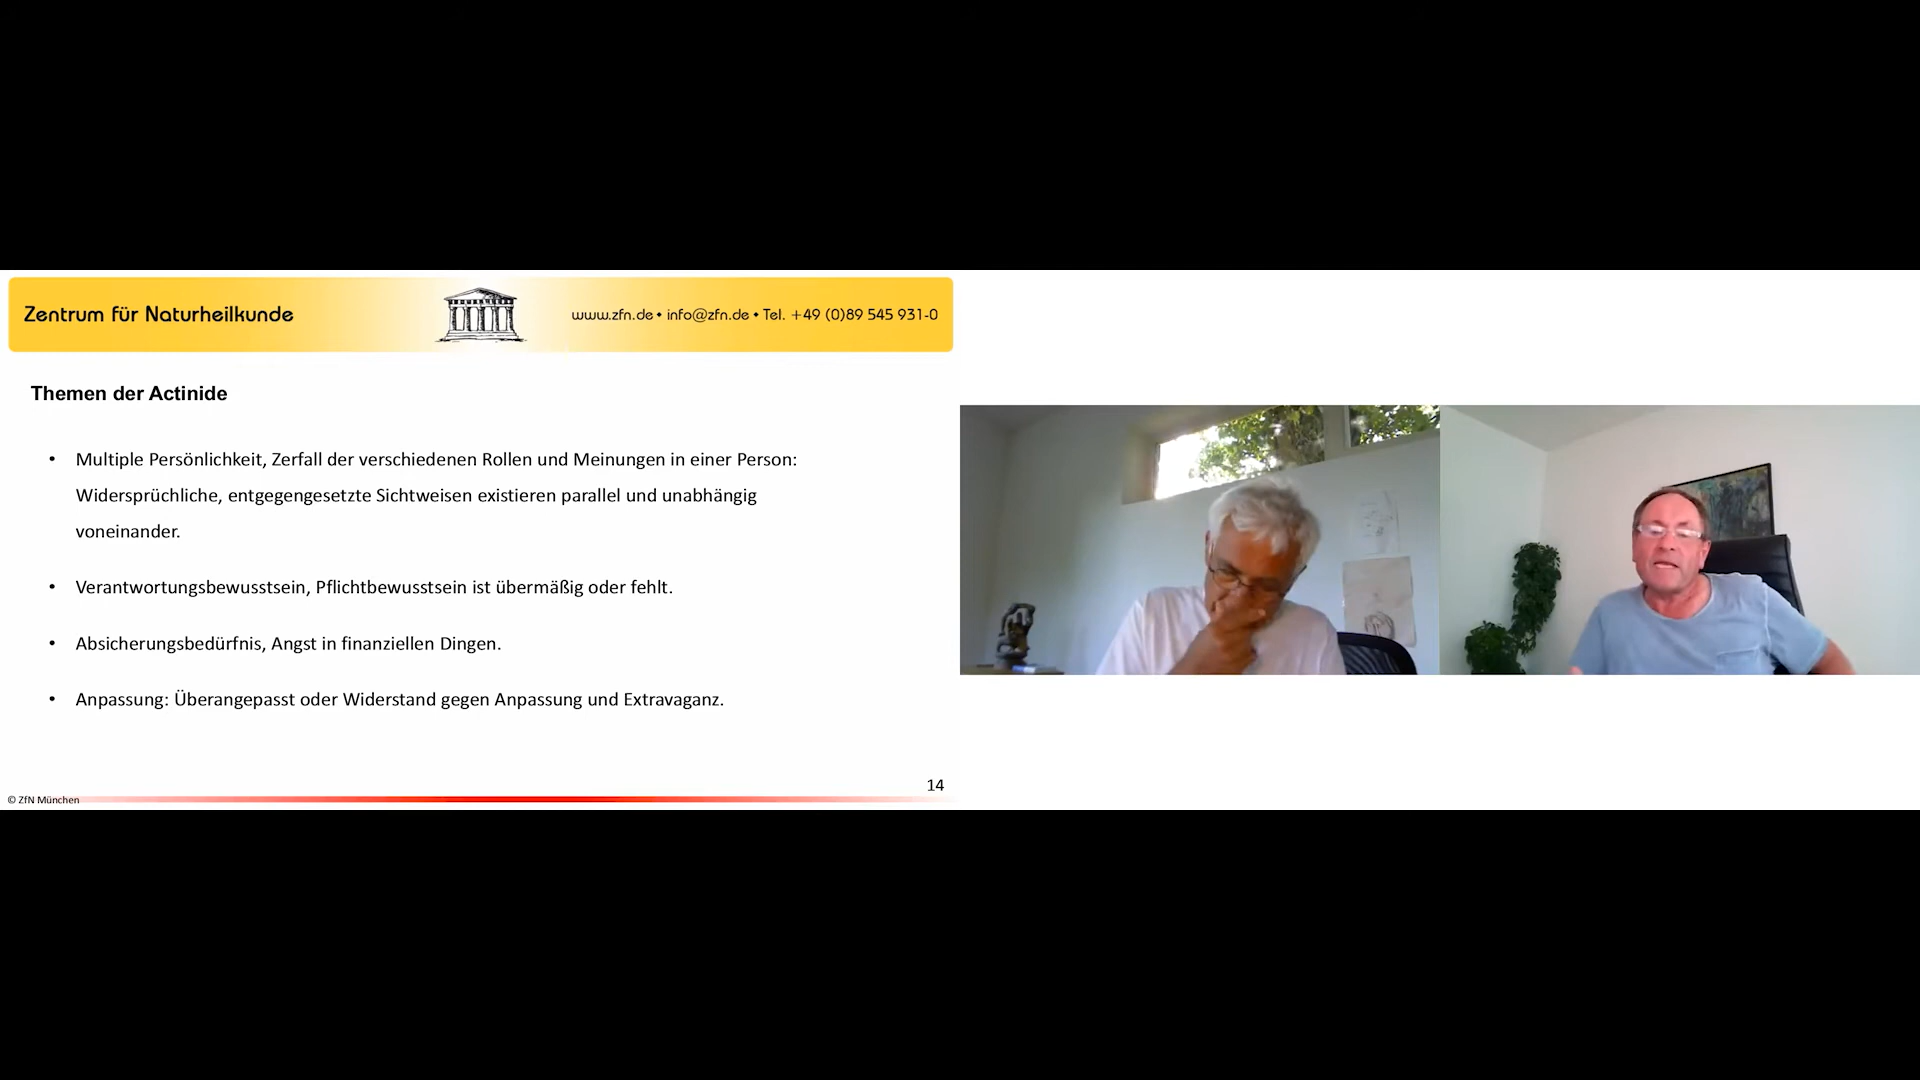 Zentrum für Naturheilkunde
www.zfn.de • info@zfn.de • Tel. +49 (0)89 545 931-0
Themen der Actinide
• Multiple Persönlichkeit, Zerfall der verschiedenen Rollen und Meinungen in einer Person:
Widersprüchliche, entgegengesetzte Sichtweisen existieren parallel und unabhängig
voneinander.
• Verantwortungsbewusstsein, Pflichtbewusstsein ist übermäßig oder fehlt.
• Absicherungsbedürfnis, Angst in finanziellen Dingen.
• Anpassung: Überangepasst oder Widerstand gegen Anpassung und Extravaganz.
14
© ZfN München